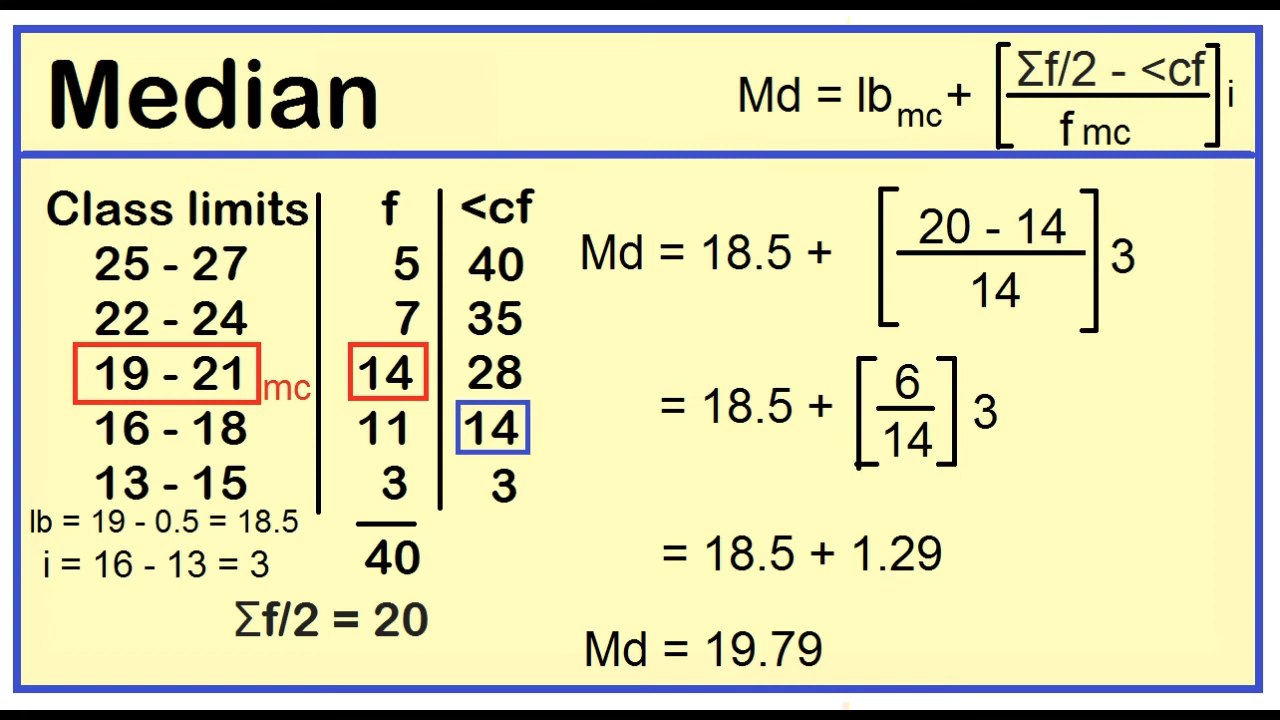 Median
Md = lb mc + [ Σf/2 - <cf / f mc ] i
Class limits f <cf
25 - 27 5 40
22 - 24 7 35
19 - 21 mc 14 28
16 - 18 11 14
13 - 15 3 3
lb = 19 - 0.5 = 18.5
i = 16 - 13 = 3
40
Σf/2 = 20
Md = 18.5 + [ 20 - 14 / 14 ] 3
= 18.5 + [ 6 / 14 ] 3
= 18.5 + 1.29
Md = 19.79